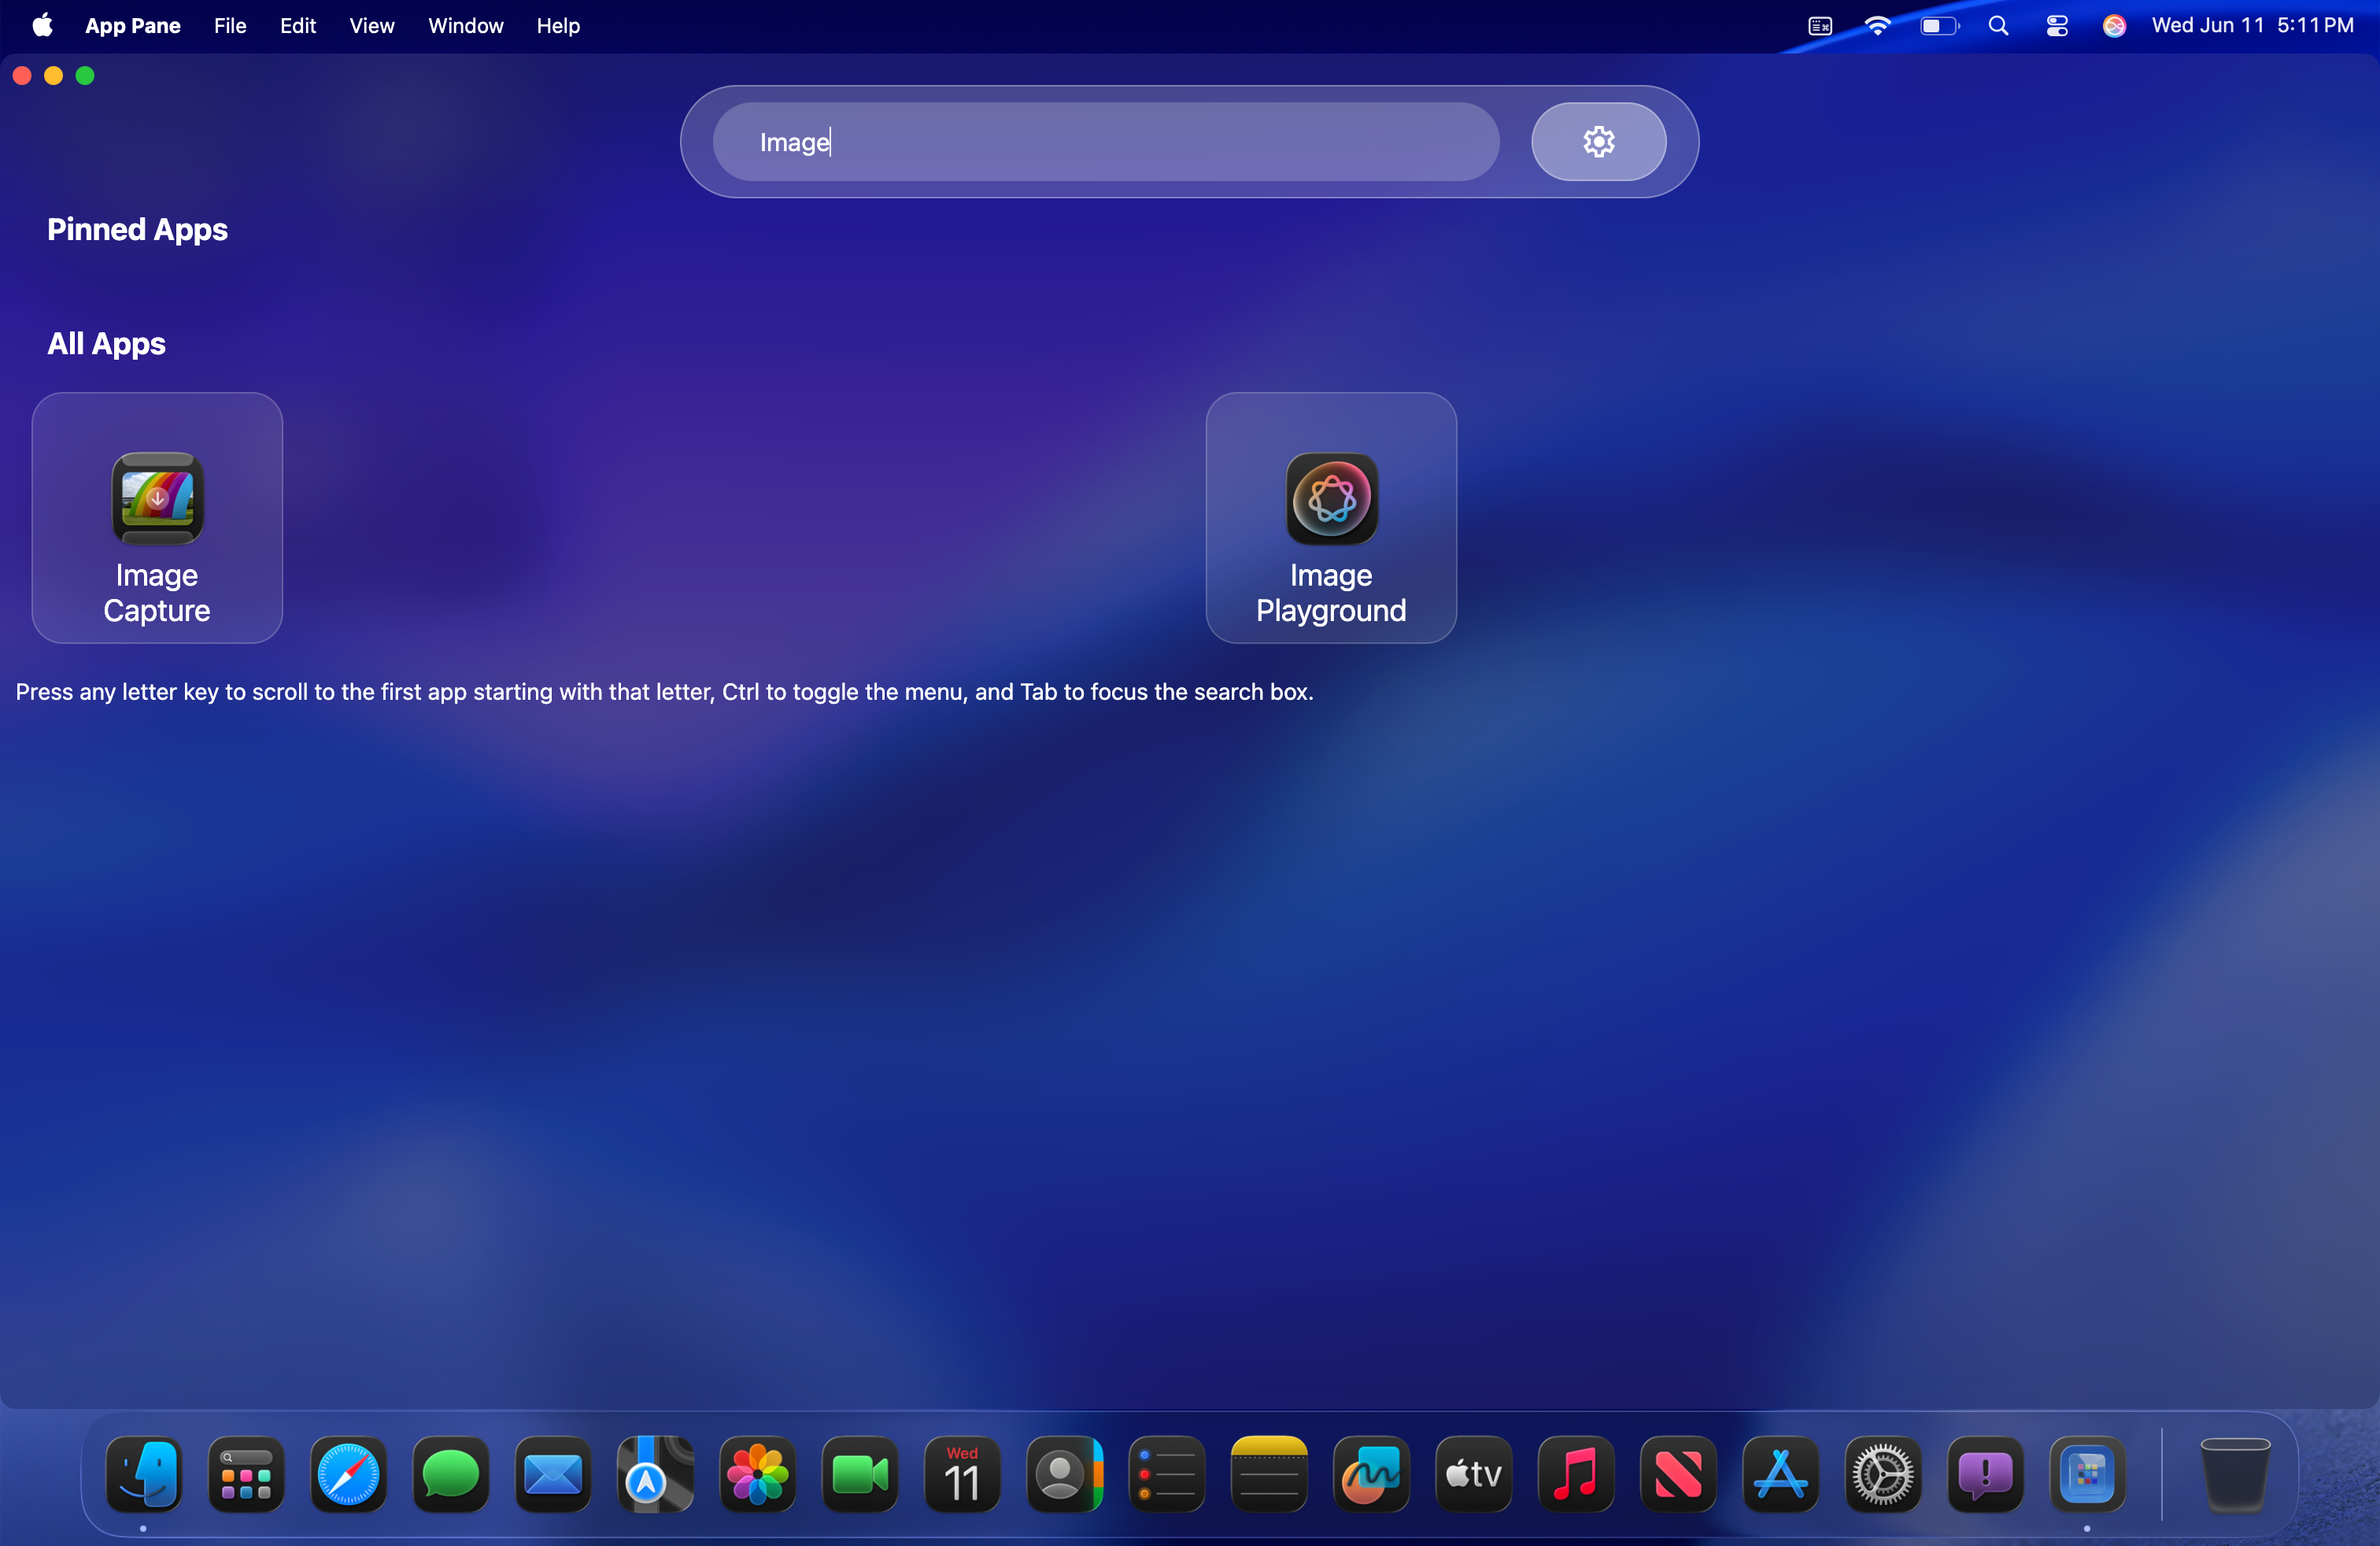 App Pane File Edit View Window Help Wed Jun 11 5:11 PM
Image
Pinned Apps
All Apps
Image
Capture
Image
Playground
Press any letter key to scroll to the first app starting with that letter, Ctrl to toggle the menu, and Tab to focus the search box.
Wed
11
tv